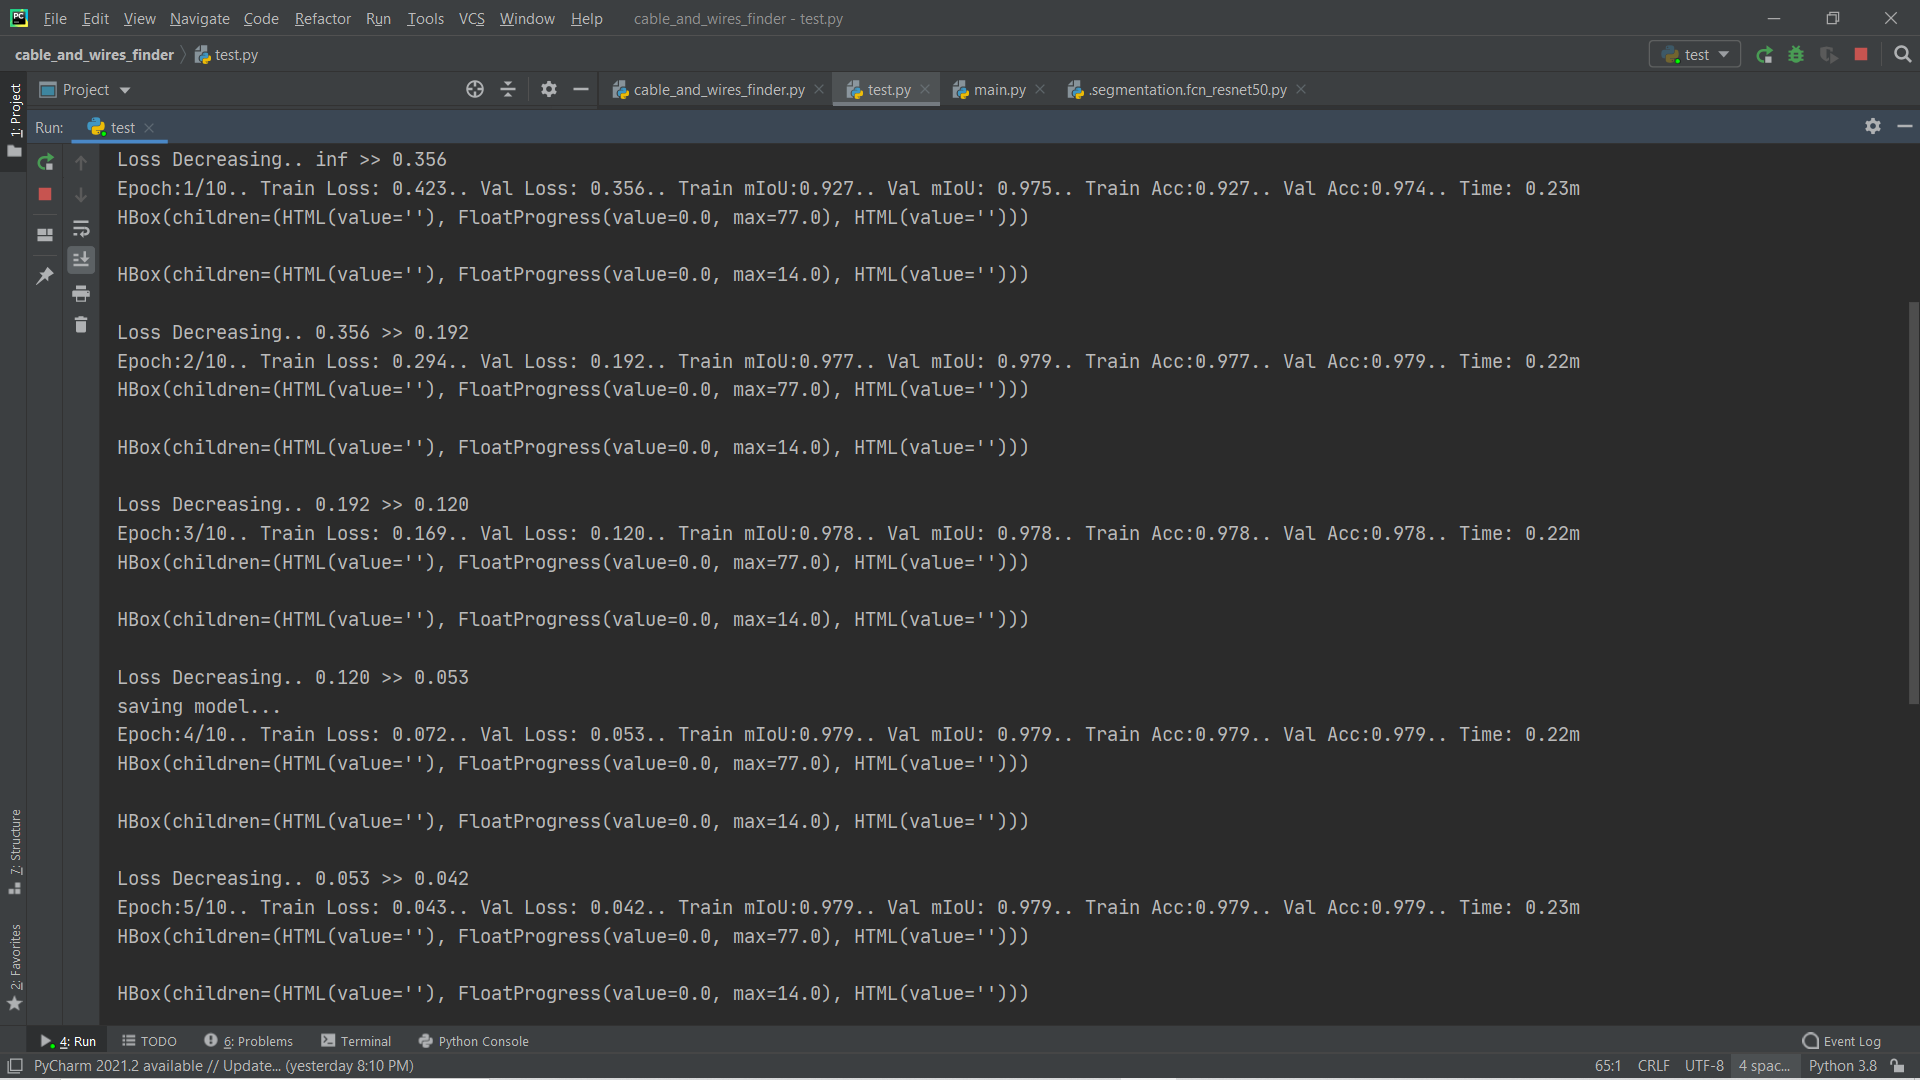 File Edit View Navigate Code Refactor Run Tools VCS Window Help cable_and_wires_finder - test.py
cable_and_wires_finder test.py test
1: Project
Project cable_and_wires_finder.py test.py main.py .segmentation.fcn_resnet50.py
Run: test
Loss Decreasing.. inf >> 0.356
Epoch:1/10.. Train Loss: 0.423.. Val Loss: 0.356.. Train mIoU:0.927.. Val mIoU: 0.975.. Train Acc:0.927.. Val Acc:0.974.. Time: 0.23m
HBox(children=(HTML(value=''), FloatProgress(value=0.0, max=77.0), HTML(value='')))
HBox(children=(HTML(value=''), FloatProgress(value=0.0, max=14.0), HTML(value='')))
Loss Decreasing.. 0.356 >> 0.192
Epoch:2/10.. Train Loss: 0.294.. Val Loss: 0.192.. Train mIoU:0.977.. Val mIoU: 0.979.. Train Acc:0.977.. Val Acc:0.979.. Time: 0.22m
HBox(children=(HTML(value=''), FloatProgress(value=0.0, max=77.0), HTML(value='')))
HBox(children=(HTML(value=''), FloatProgress(value=0.0, max=14.0), HTML(value='')))
Loss Decreasing.. 0.192 >> 0.120
Epoch:3/10.. Train Loss: 0.169.. Val Loss: 0.120.. Train mIoU:0.978.. Val mIoU: 0.978.. Train Acc:0.978.. Val Acc:0.978.. Time: 0.22m
HBox(children=(HTML(value=''), FloatProgress(value=0.0, max=77.0), HTML(value='')))
HBox(children=(HTML(value=''), FloatProgress(value=0.0, max=14.0), HTML(value='')))
Loss Decreasing.. 0.120 >> 0.053
saving model...
Epoch:4/10.. Train Loss: 0.072.. Val Loss: 0.053.. Train mIoU:0.979.. Val mIoU: 0.979.. Train Acc:0.979.. Val Acc:0.979.. Time: 0.22m
HBox(children=(HTML(value=''), FloatProgress(value=0.0, max=77.0), HTML(value='')))
HBox(children=(HTML(value=''), FloatProgress(value=0.0, max=14.0), HTML(value='')))
Loss Decreasing.. 0.053 >> 0.042
Epoch:5/10.. Train Loss: 0.043.. Val Loss: 0.042.. Train mIoU:0.979.. Val mIoU: 0.979.. Train Acc:0.979.. Val Acc:0.979.. Time: 0.23m
HBox(children=(HTML(value=''), FloatProgress(value=0.0, max=77.0), HTML(value='')))
HBox(children=(HTML(value=''), FloatProgress(value=0.0, max=14.0), HTML(value='')))
7: Structure
2: Favorites
4: Run TODO 6: Problems Terminal Python Console Event Log
PyCharm 2021.2 available // Update... (yesterday 8:10 PM) 65:1 CRLF UTF-8 4 spac... Python 3.8